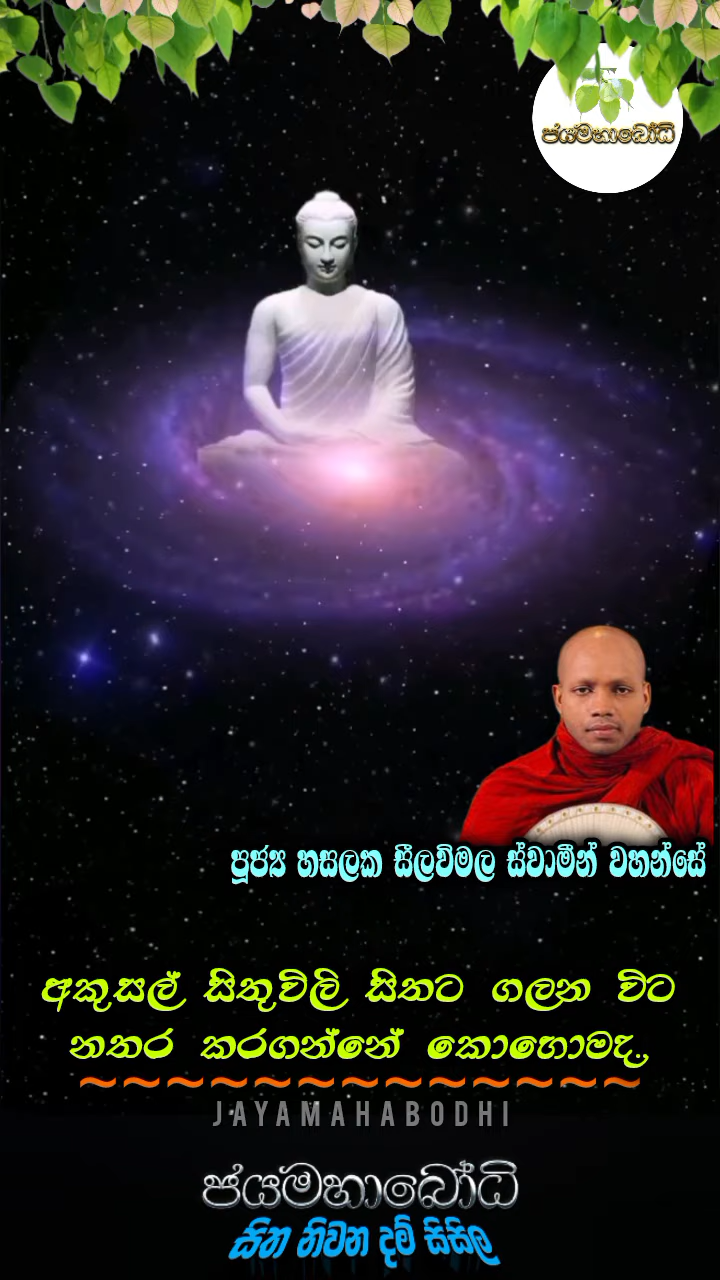 ජයමහාබෝධි
පූජ්‍ය හසලක සීලවිමල ස්වාමීන් වහන්සේ
අකුසල් සිතුවිලි සිතට ගලන විට
නතර කරගන්නේ කොහොමද.,
~~~~~~~~~~~~~
JAYAMAHABODHI
ජයමහාබෝධි
සිත නිවන දම් සිසිල